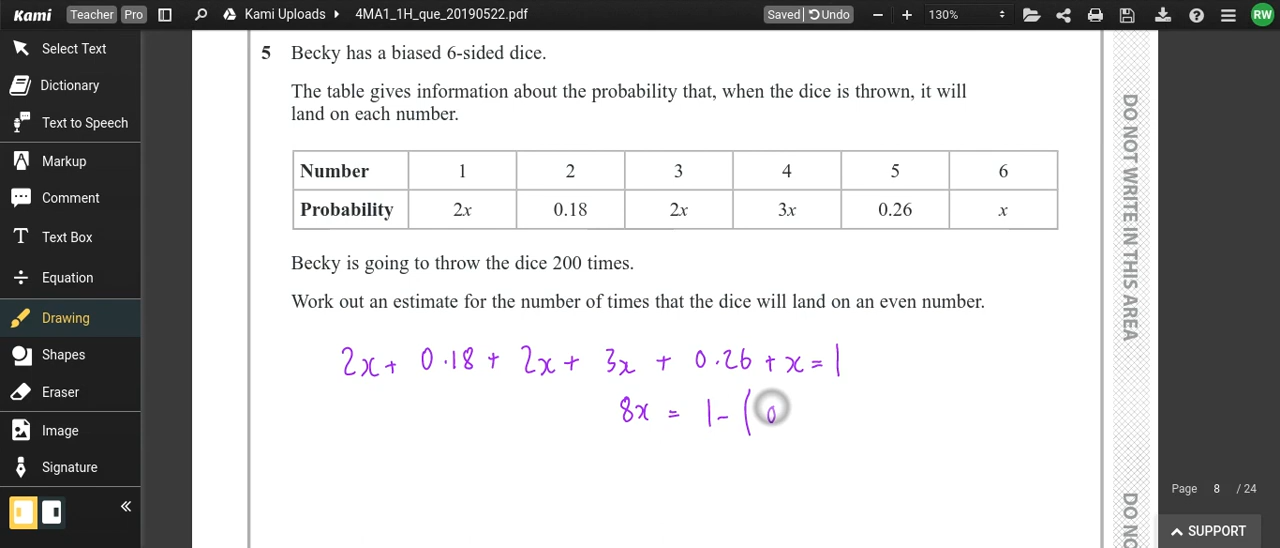 Kami Teacher Pro Kami Uploads 4MA1_1H_que_20190522.pdf Saved Undo 130% RW
Select Text
Dictionary
Text to Speech
Markup
Comment
Text Box
Equation
Drawing
Shapes
Eraser
Image
Signature
5 Becky has a biased 6-sided dice.
The table gives information about the probability that, when the dice is thrown, it will
land on each number.
Number 1 2 3 4 5 6
Probability 2x 0.18 2x 3x 0.26 x
Becky is going to throw the dice 200 times.
Work out an estimate for the number of times that the dice will land on an even number.
2x + 0.18 + 2x + 3x + 0.26 + x = 1
8x = 1 - ( 0
DO NOT WRITE IN THIS AREA
DO NO
Page 8 / 24
SUPPORT